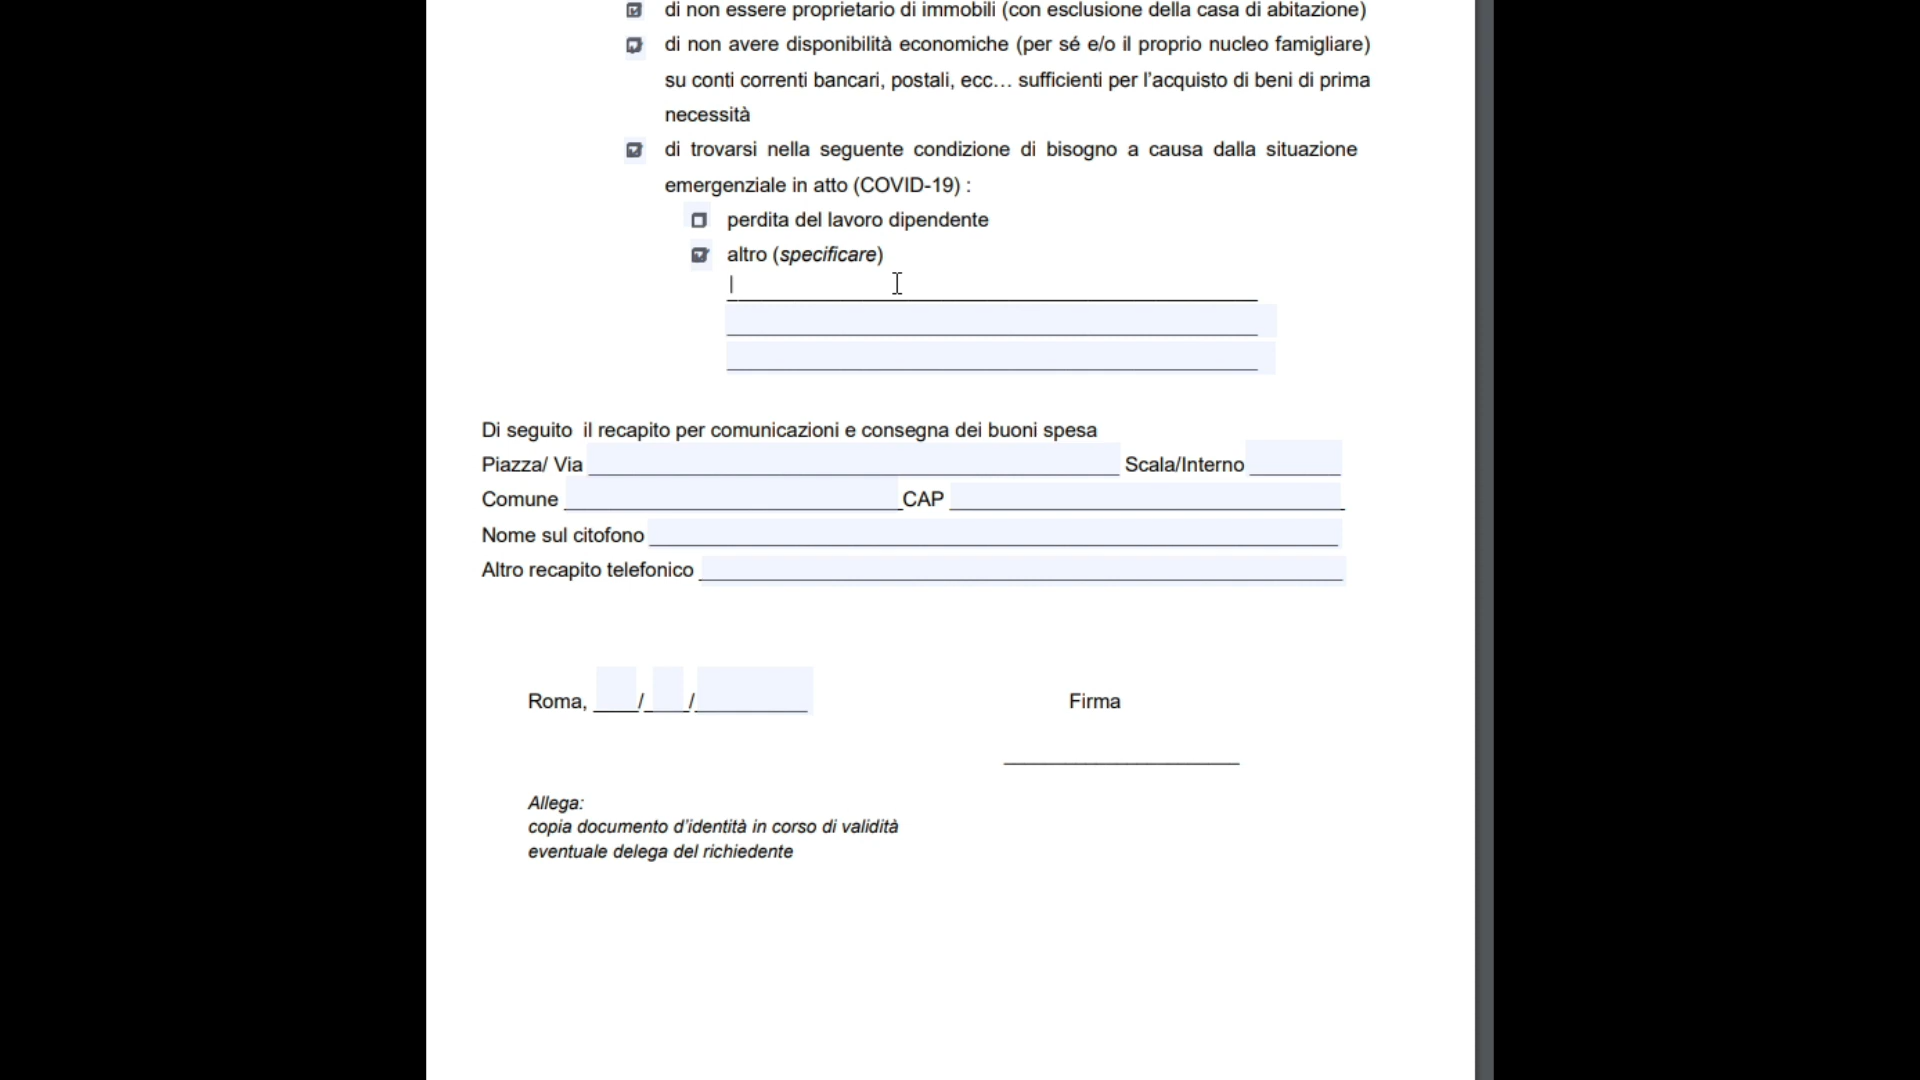 di non essere proprietario di immobili (con esclusione della casa di abitazione)
di non avere disponibilità economiche (per sé e/o il proprio nucleo famigliare)
su conti correnti bancari, postali, ecc… sufficienti per l'acquisto di beni di prima
necessità
di trovarsi nella seguente condizione di bisogno a causa dalla situazione
emergenziale in atto (COVID-19) :
perdita del lavoro dipendente
altro (specificare)
Di seguito il recapito per comunicazioni e consegna dei buoni spesa
Piazza/ Via Scala/Interno
Comune CAP
Nome sul citofono
Altro recapito telefonico
Roma, / / Firma
Allega:
copia documento d'identità in corso di validità
eventuale delega del richiedente